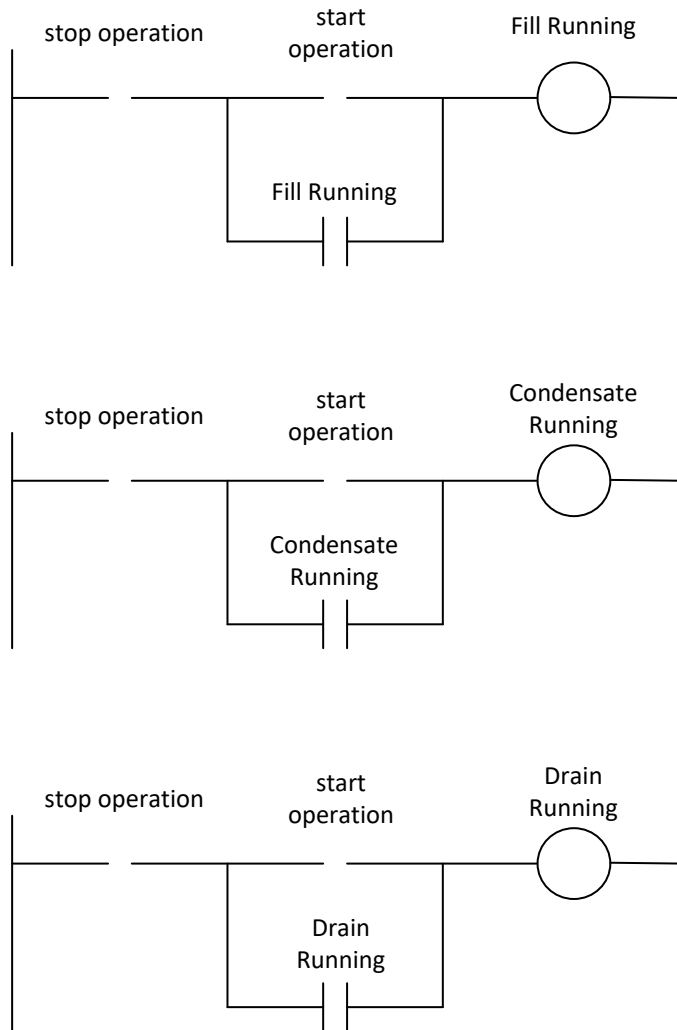 stop operation
start
operation
Fill Running
Fill Running
stop operation
start
operation
Condensate
Running
Condensate
Running
stop operation
start
operation
Drain
Running
Drain
Running